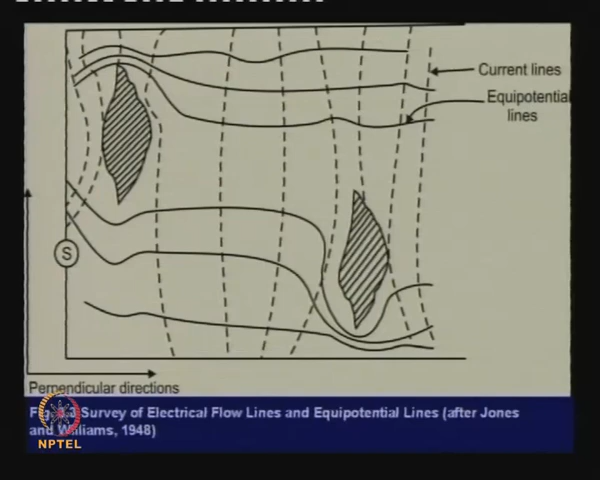 Current lines
Equipotential
lines
S
Perpendicular directions
Survey of Electrical Flow Lines and Equipotential Lines (after Jones
and Williams, 1948)
NPTEL